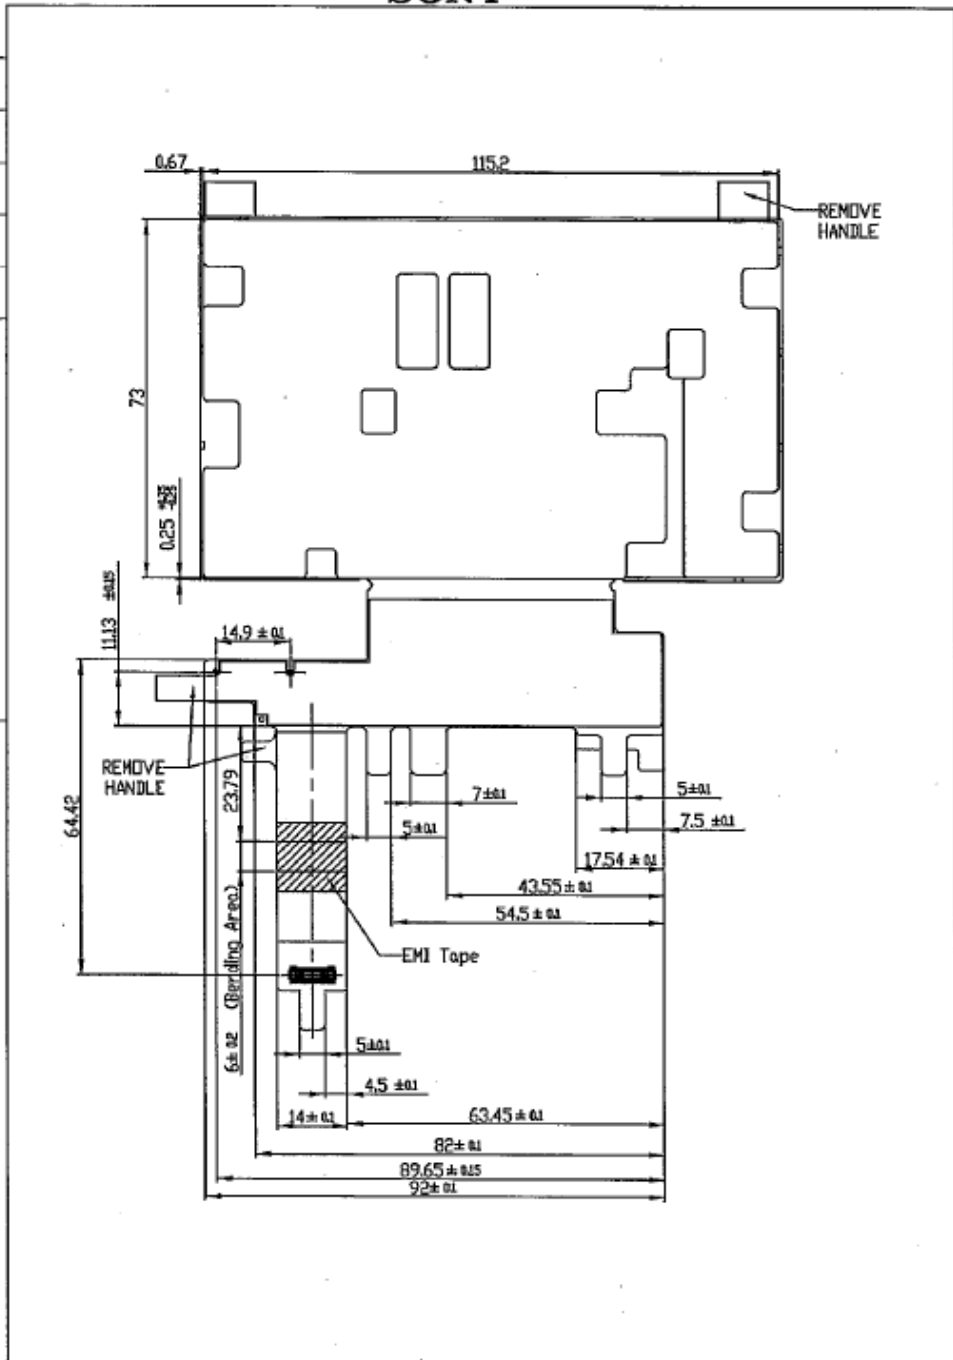 SONY
0.67
115.2
REMOVE
HANDLE
73
0.25
11.13 ±0.15
14.9 ± 0.1
REMOVE
HANDLE
64.42
23.79
7±0.1
5±0.1
5±0.1
7.5 ±0.1
17.54 ± 0.1
43.55± 0.1
54.5 ± 0.1
EMI Tape
6± 0.2 (Bending Area)
5±0.1
4.5 ±0.1
14± 0.1
63.45± 0.1
82± 0.1
89.65± 0.15
92± 0.1